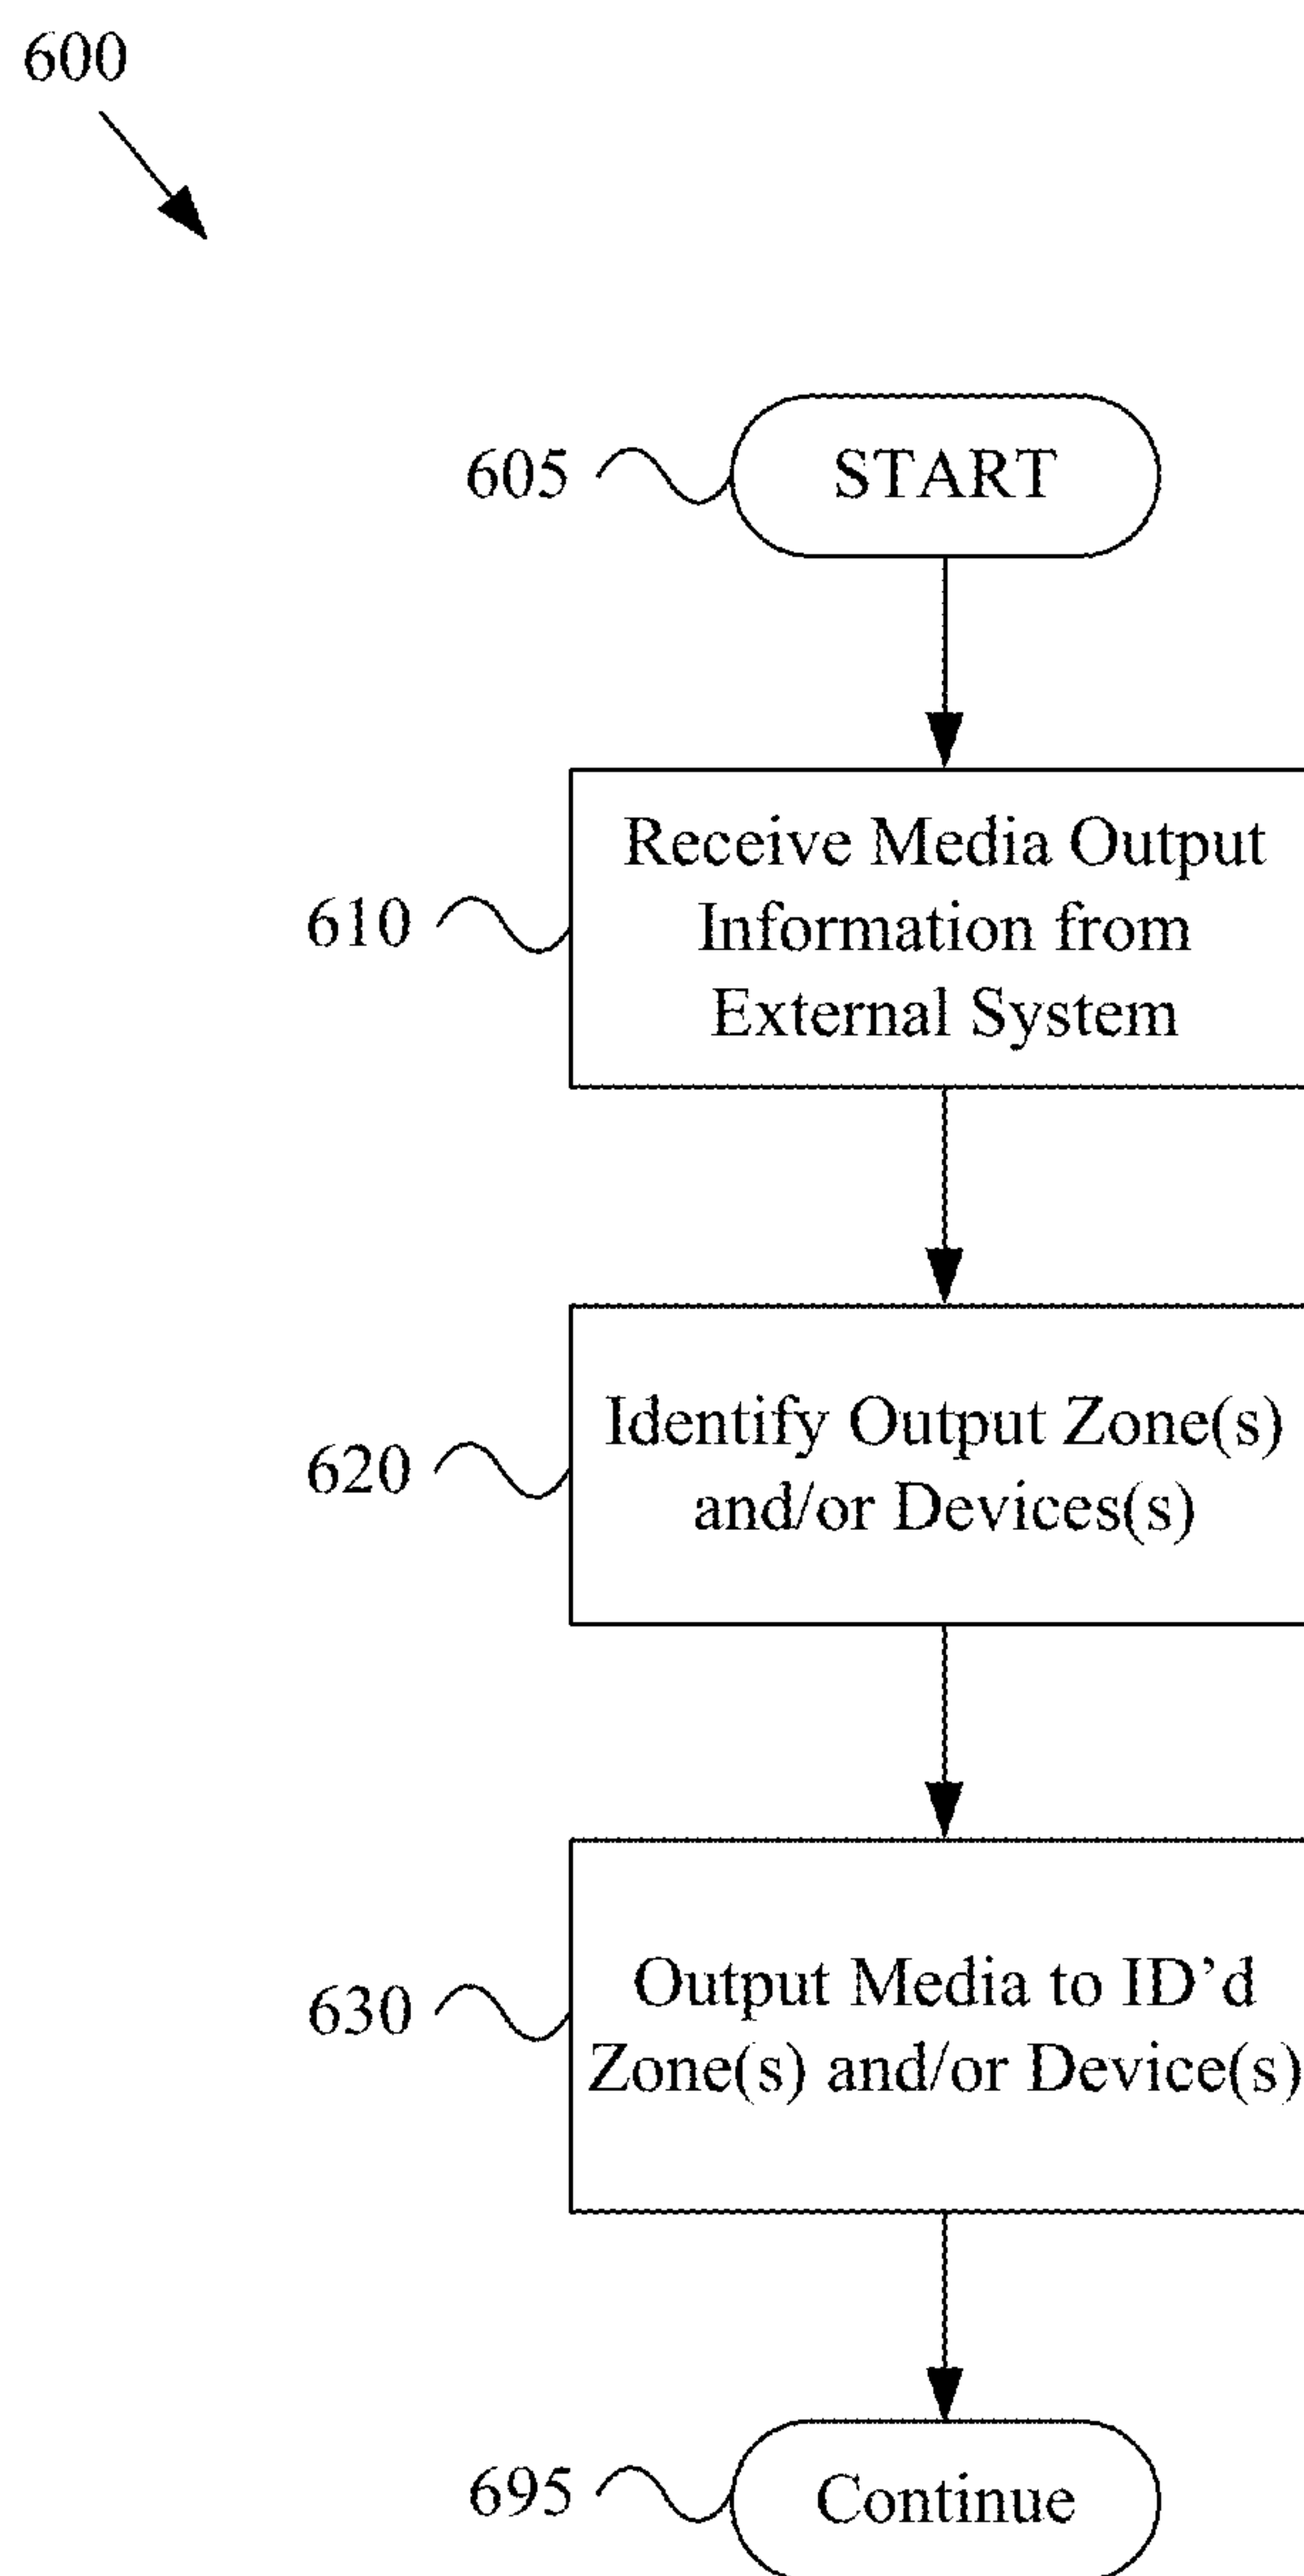 600
605
START
610
Receive Media Output
Information from
External System
620
Identify Output Zone(s)
and/or Devices(s)
630
Output Media to ID’d
Zone(s) and/or Device(s)
695
Continue